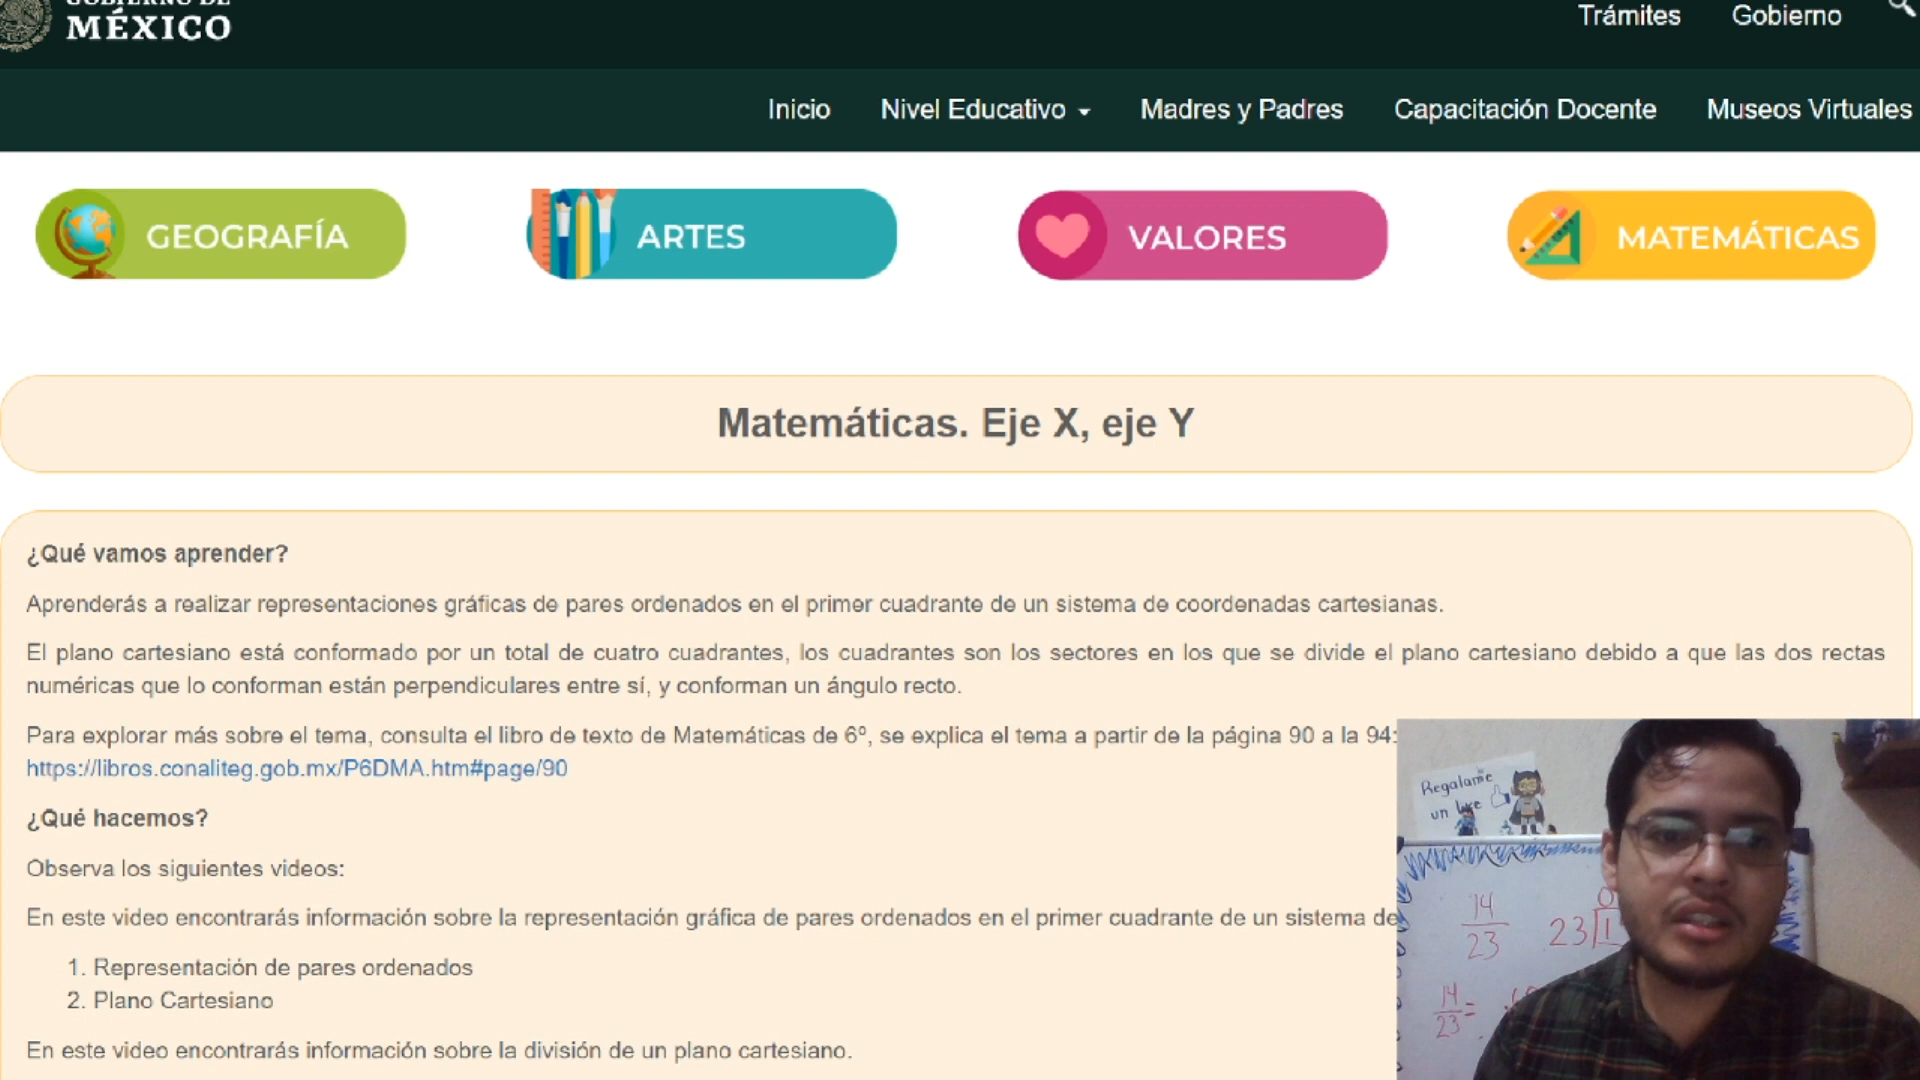 GOBIERNO DE
MÉXICO
Trámites Gobierno
Inicio Nivel Educativo Madres y Padres Capacitación Docente Museos Virtuales
GEOGRAFÍA ARTES VALORES MATEMÁTICAS
Matemáticas. Eje X, eje Y
¿Qué vamos aprender?
Aprenderás a realizar representaciones gráficas de pares ordenados en el primer cuadrante de un sistema de coordenadas cartesianas.
El plano cartesiano está conformado por un total de cuatro cuadrantes, los cuadrantes son los sectores en los que se divide el plano cartesiano debido a que las dos rectas
numéricas que lo conforman están perpendiculares entre sí, y conforman un ángulo recto.
Para explorar más sobre el tema, consulta el libro de texto de Matemáticas de 6º, se explica el tema a partir de la página 90 a la 94:
https://libros.conaliteg.gob.mx/P6DMA.htm#page/90
¿Qué hacemos?
Observa los siguientes videos:
En este video encontrarás información sobre la representación gráfica de pares ordenados en el primer cuadrante de un sistema de
1. Representación de pares ordenados
2. Plano Cartesiano
En este video encontrarás información sobre la división de un plano cartesiano.
Regalame
un like
14
23
0
23 1
14
23 =